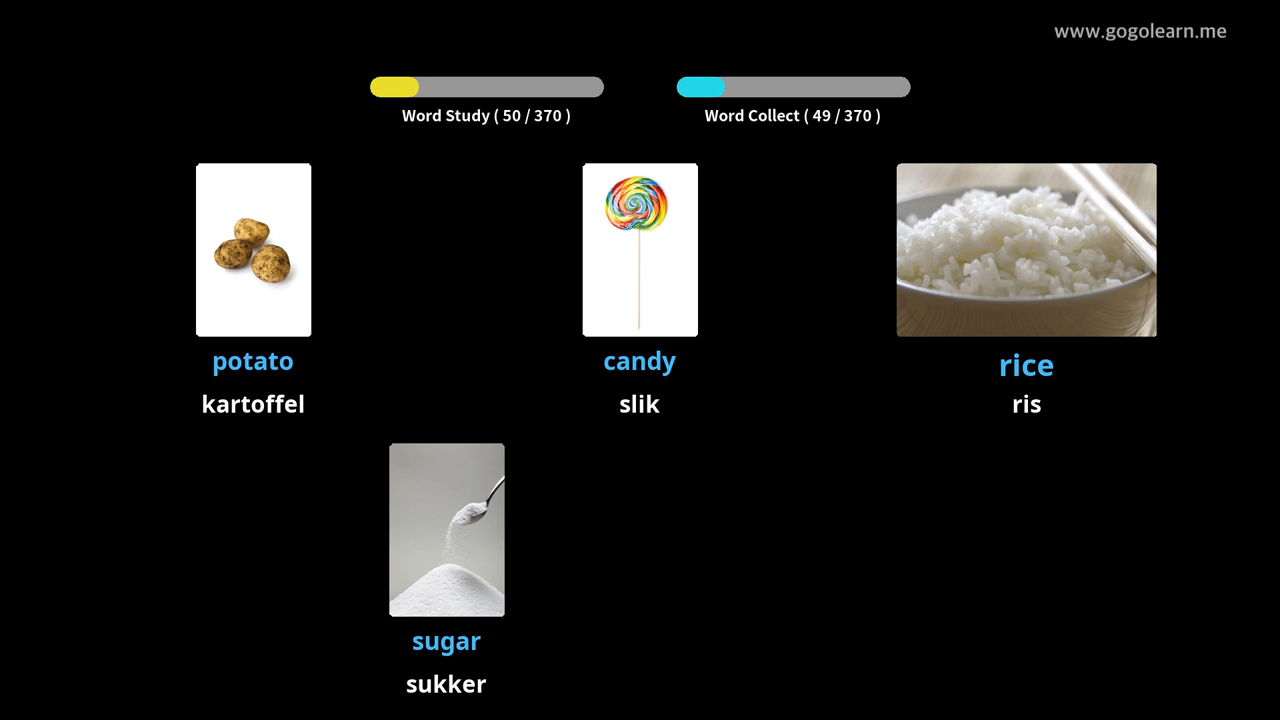 www.gogolearn.me
Word Study ( 50 / 370 )
Word Collect ( 49 / 370 )
potato
candy
rice
kartoffel
slik
ris
sugar
sukker